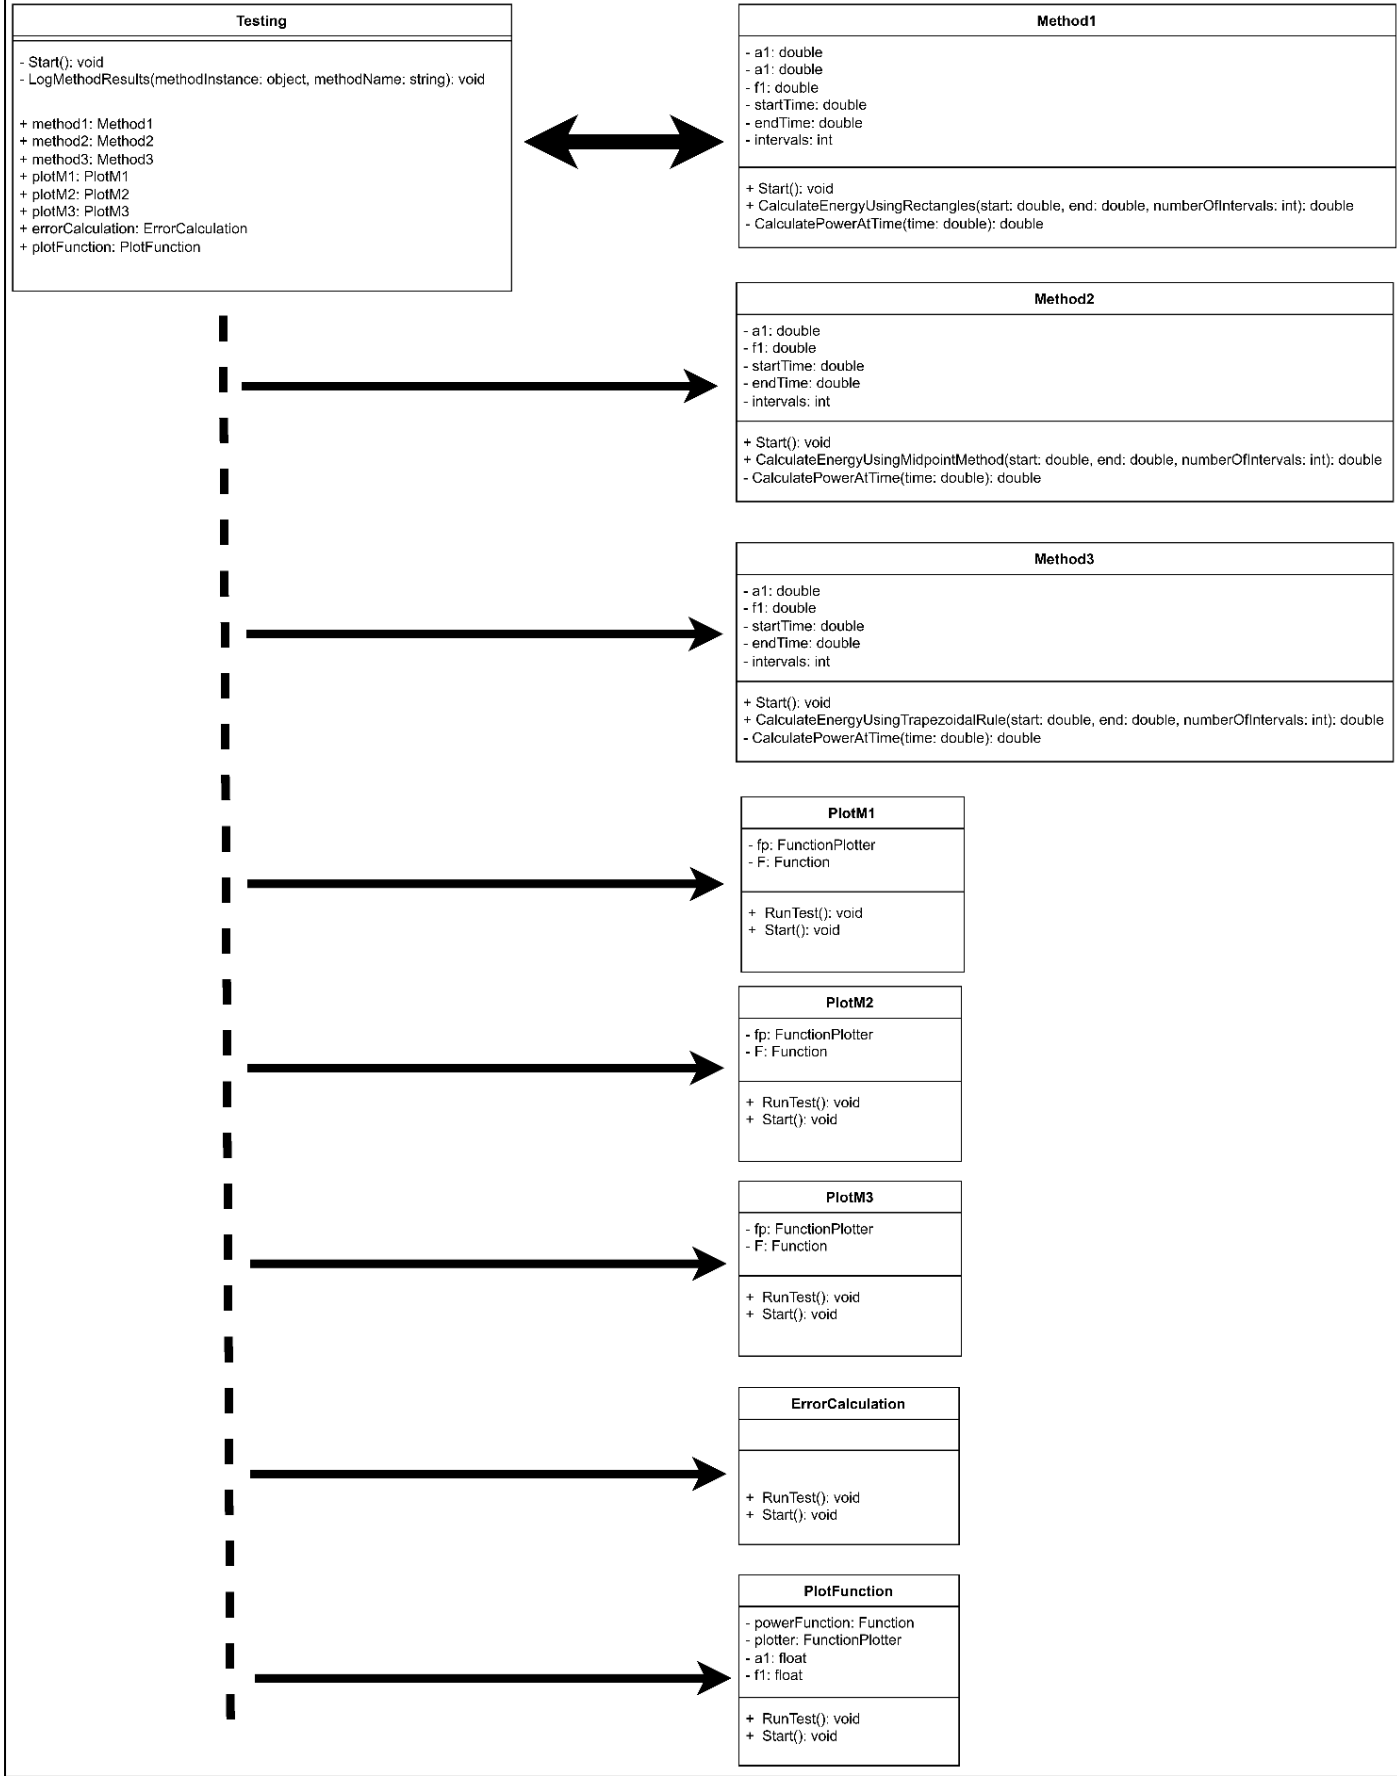 Testing
- Start(): void
- LogMethodResults(methodInstance: object, methodName: string): void
+ method1: Method1
+ method2: Method2
+ method3: Method3
+ plotM1: PlotM1
+ plotM2: PlotM2
+ plotM3: PlotM3
+ errorCalculation: ErrorCalculation
+ plotFunction: PlotFunction
Method1
- a1: double
- a1: double
- f1: double
- startTime: double
- endTime: double
- intervals: int
+ Start(): void
+ CalculateEnergyUsingRectangles(start: double, end: double, numberOfIntervals: int): double
- CalculatePowerAtTime(time: double): double
Method2
- a1: double
- f1: double
- startTime: double
- endTime: double
- intervals: int
+ Start(): void
+ CalculateEnergyUsingMidpointMethod(start: double, end: double, numberOfIntervals: int): double
- CalculatePowerAtTime(time: double): double
Method3
- a1: double
- f1: double
- startTime: double
- endTime: double
- intervals: int
+ Start(): void
+ CalculateEnergyUsingTrapezoidalRule(start: double, end: double, numberOfIntervals: int): double
- CalculatePowerAtTime(time: double): double
PlotM1
- fp: FunctionPlotter
- F: Function
+ RunTest(): void
+ Start(): void
PlotM2
- fp: FunctionPlotter
- F: Function
+ RunTest(): void
+ Start(): void
PlotM3
- fp: FunctionPlotter
- F: Function
+ RunTest(): void
+ Start(): void
ErrorCalculation
+ RunTest(): void
+ Start(): void
PlotFunction
- powerFunction: Function
- plotter: FunctionPlotter
- a1: float
- f1: float
+ RunTest(): void
+ Start(): void